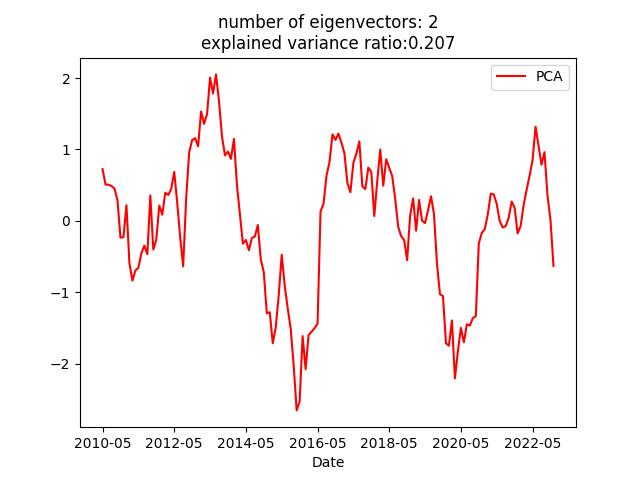 number of eigenvectors: 2
explained variance ratio:0.207
PCA
2
1
0
−1
−2
2010-05 2012-05 2014-05 2016-05 2018-05 2020-05 2022-05
Date